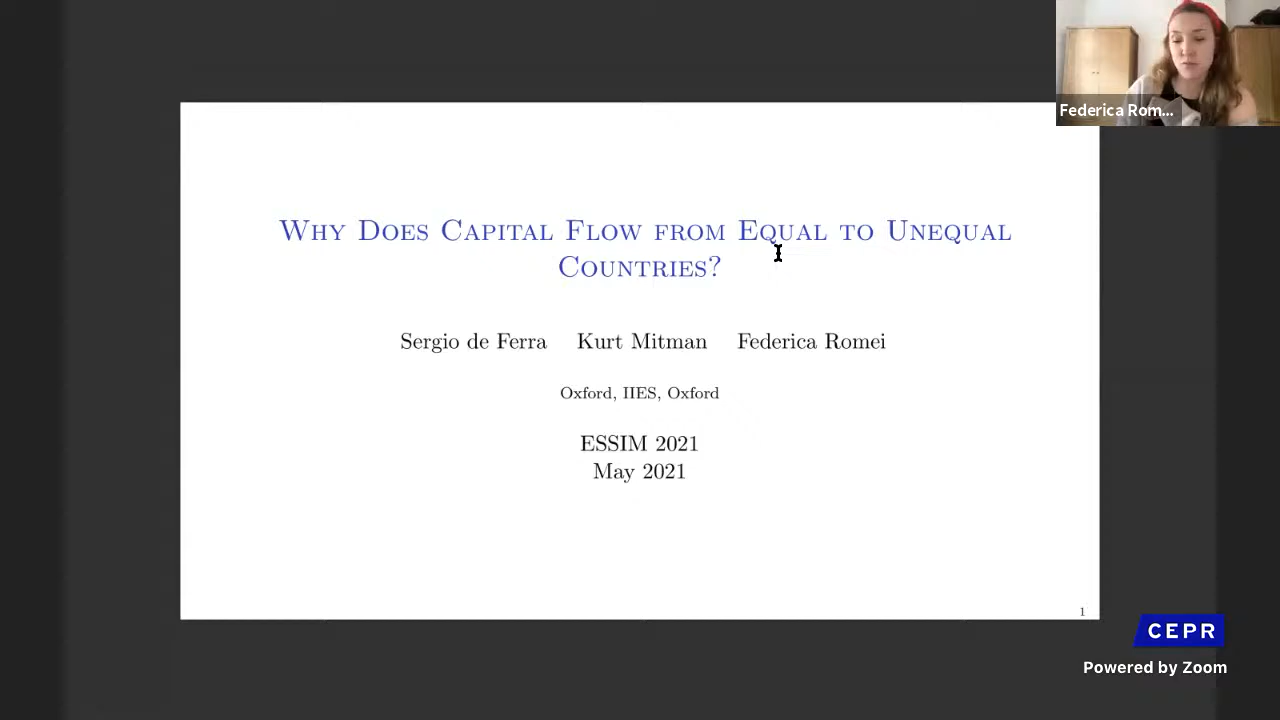 Federica Rom...
WHY DOES CAPITAL FLOW FROM EQUAL TO UNEQUAL
COUNTRIES?
Sergio de Ferra Kurt Mitman Federica Romei
Oxford, IIES, Oxford
ESSIM 2021
May 2021
1
CEPR
Powered by Zoom